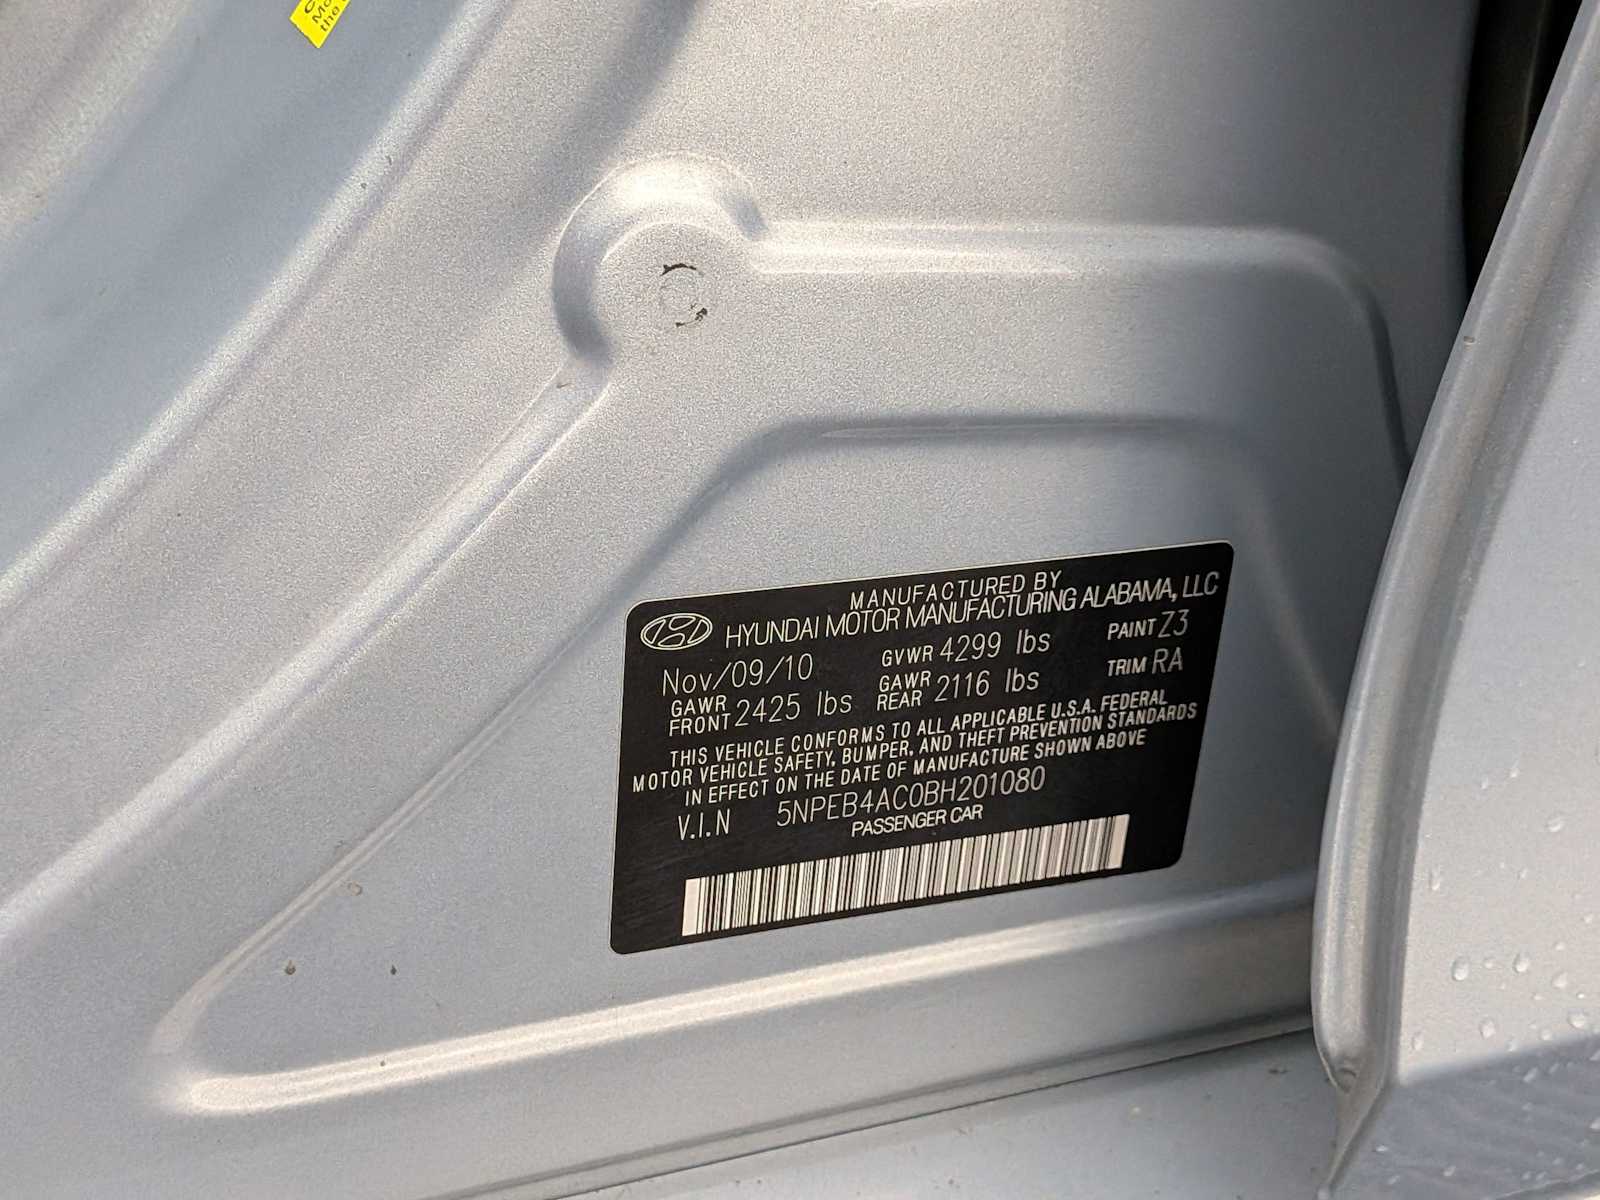 Mo
the
MANUFACTURED BY
HYUNDAI MOTOR MANUFACTURING ALABAMA, LLC
Nov/09/10 GVWR 4299 lbs PAINT Z3
GAWR FRONT 2425 lbs GAWR REAR 2116 lbs TRIM RA
THIS VEHICLE CONFORMS TO ALL APPLICABLE U.S.A. FEDERAL
MOTOR VEHICLE SAFETY, BUMPER, AND THEFT PREVENTION STANDARDS
IN EFFECT ON THE DATE OF MANUFACTURE SHOWN ABOVE
V.I.N 5NPEB4AC0BH201080
PASSENGER CAR